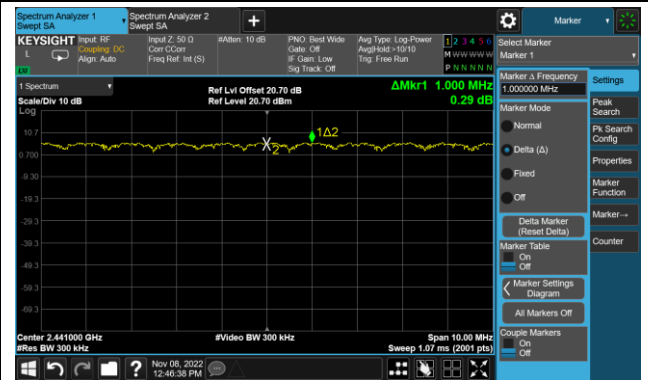 Spectrum Analyzer 1
Swept SA
Spectrum Analyzer 2
Swept SA
+
Marker
KEYSIGHT
L
Input: RF
Coupling: DC
Align: Auto
Input Z: 50 Ω
Corr CCorr
Freq Ref: Int (S)
#Atten: 10 dB
PNO: Best Wide
Gate: Off
IF Gain: Low
Sig Track: Off
Avg Type: Log-Power
Avg|Hold:>10/10
Trig: Free Run
1 2 3 4 5 6
M W W W W W
P N N N N N
Select Marker
Marker 1
1 Spectrum
Scale/Div 10 dB
Log
Ref Lvl Offset 20.70 dB
Ref Level 20.70 dBm
ΔMkr1 1.000 MHz
0.29 dB
10.7
0.700
-9.30
-19.3
-29.3
-39.3
-49.3
-59.3
-69.3
1Δ2
2
Center 2.441000 GHz
#Res BW 300 kHz
#Video BW 300 kHz
Span 10.00 MHz
Sweep 1.07 ms (2001 pts)
Marker Δ Frequency
1.000000 MHz
Marker Mode
Normal
Delta (Δ)
Fixed
Off
Delta Marker
(Reset Delta)
Marker Table
On
Off
Marker Settings
Diagram
All Markers Off
Couple Markers
On
Off
Settings
Peak
Search
Pk Search
Config
Properties
Marker
Function
Marker→
Counter
?
Nov 08, 2022
12:46:38 PM